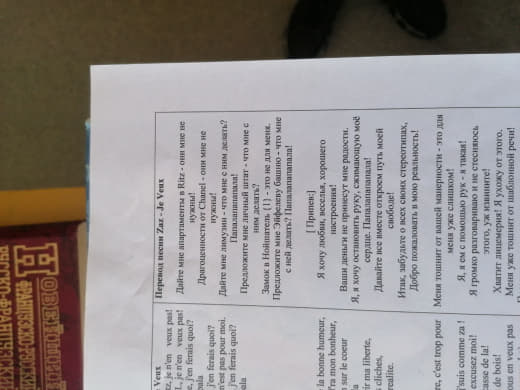 Перевод песни Zaz - Je Veux
Дайте мне апартаменты в Ritz - они мне не
нужны!
Драгоценности от Chanel - они мне не
нужны!
Дайте мне лимузин - что мне с ним делать?
Папалапапапала!
Предложите мне личный штат - что мне с
ним делать?
Замок в Нойшатель {1} - это не для меня.
Предложите мне Эйфелеву башню - что мне
с ней делать? Папалапапапала!
[Припев:]
Я хочу любви, веселья, хорошего
настроения!
Ваши деньги не принесут мне радости.
Я, я хочу остановить руку, сжимающую моё
сердце. Папалапапапала!
Давайте все вместе откроем путь моей
свободе!
Итак, забудьте о всех своих стереотипах,
Добро пожаловать в мою реальность!
Меня тошнит от вашей манерности - это для
меня уже слишком!
Я, я ем с помощью рук - я такая!
Я громко разговариваю и не стесняюсь
этого, уж извините!
Хватит лицемерия! Я ухожу от этого.
Меня уже тошнит от шаблонной речи!
Veux
, je n'en veux pas!
, je n'en veux pas!
e, j'en ferais quoi?
ala
j'en ferais quoi?
c'est pas pour moi.
j'en ferais quoi?
ala
la bonne humeur,
ra mon bonheur,
n sur le coeur
la
ir ma liberte,
cliches,
realite.
re, c'est trop pour
j'suis comme za !
excusez moi!
asse de la!
de bois!
en veux pas
НОВЕЙШИЙ